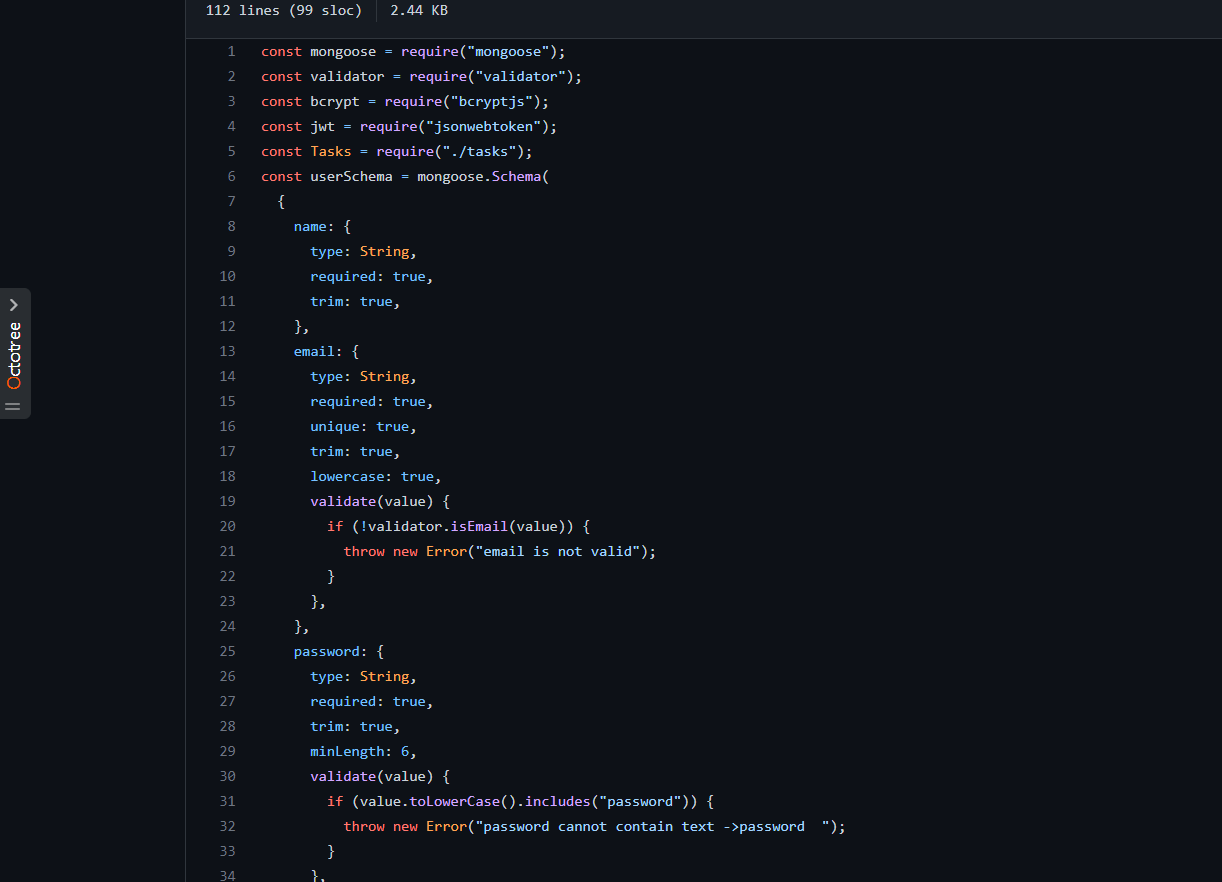 112 lines (99 sloc) 2.44 KB
1 const mongoose = require("mongoose");
2 const validator = require("validator");
3 const bcrypt = require("bcryptjs");
4 const jwt = require("jsonwebtoken");
5 const Tasks = require("./tasks");
6 const userSchema = mongoose.Schema(
7   {
8     name: {
9       type: String,
10       required: true,
11       trim: true,
12     },
13     email: {
14       type: String,
15       required: true,
16       unique: true,
17       trim: true,
18       lowercase: true,
19       validate(value) {
20         if (!validator.isEmail(value)) {
21           throw new Error("email is not valid");
22         }
23       },
24     },
25     password: {
26       type: String,
27       required: true,
28       trim: true,
29       minLength: 6,
30       validate(value) {
31         if (value.toLowerCase().includes("password")) {
32           throw new Error("password cannot contain text ->password  ");
33         }
34       },
Octotree